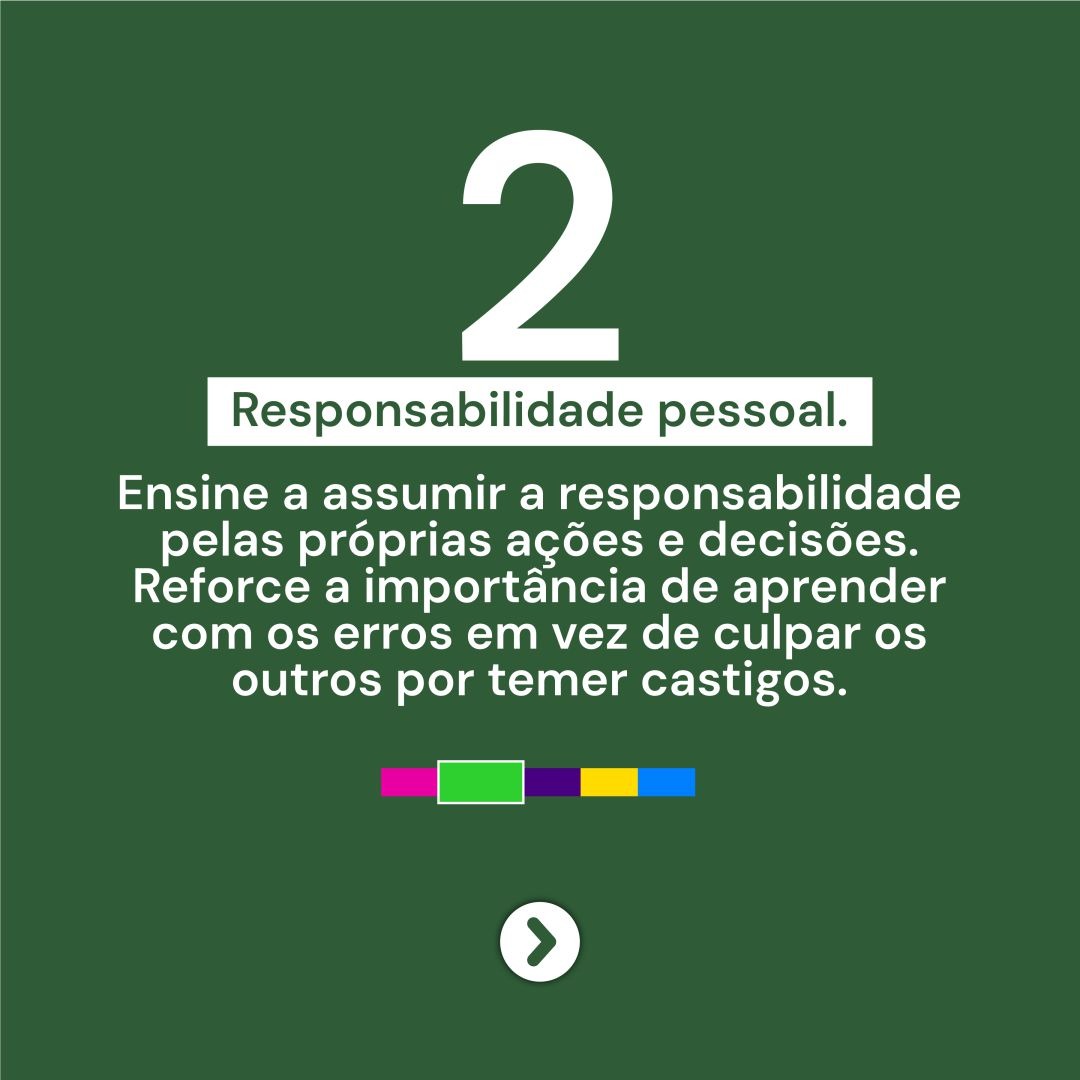 2
Responsabilidade pessoal.
Ensine a assumir a responsabilidade
pelas próprias ações e decisões.
Reforce a importância de aprender
com os erros em vez de culpar os
outros por temer castigos.